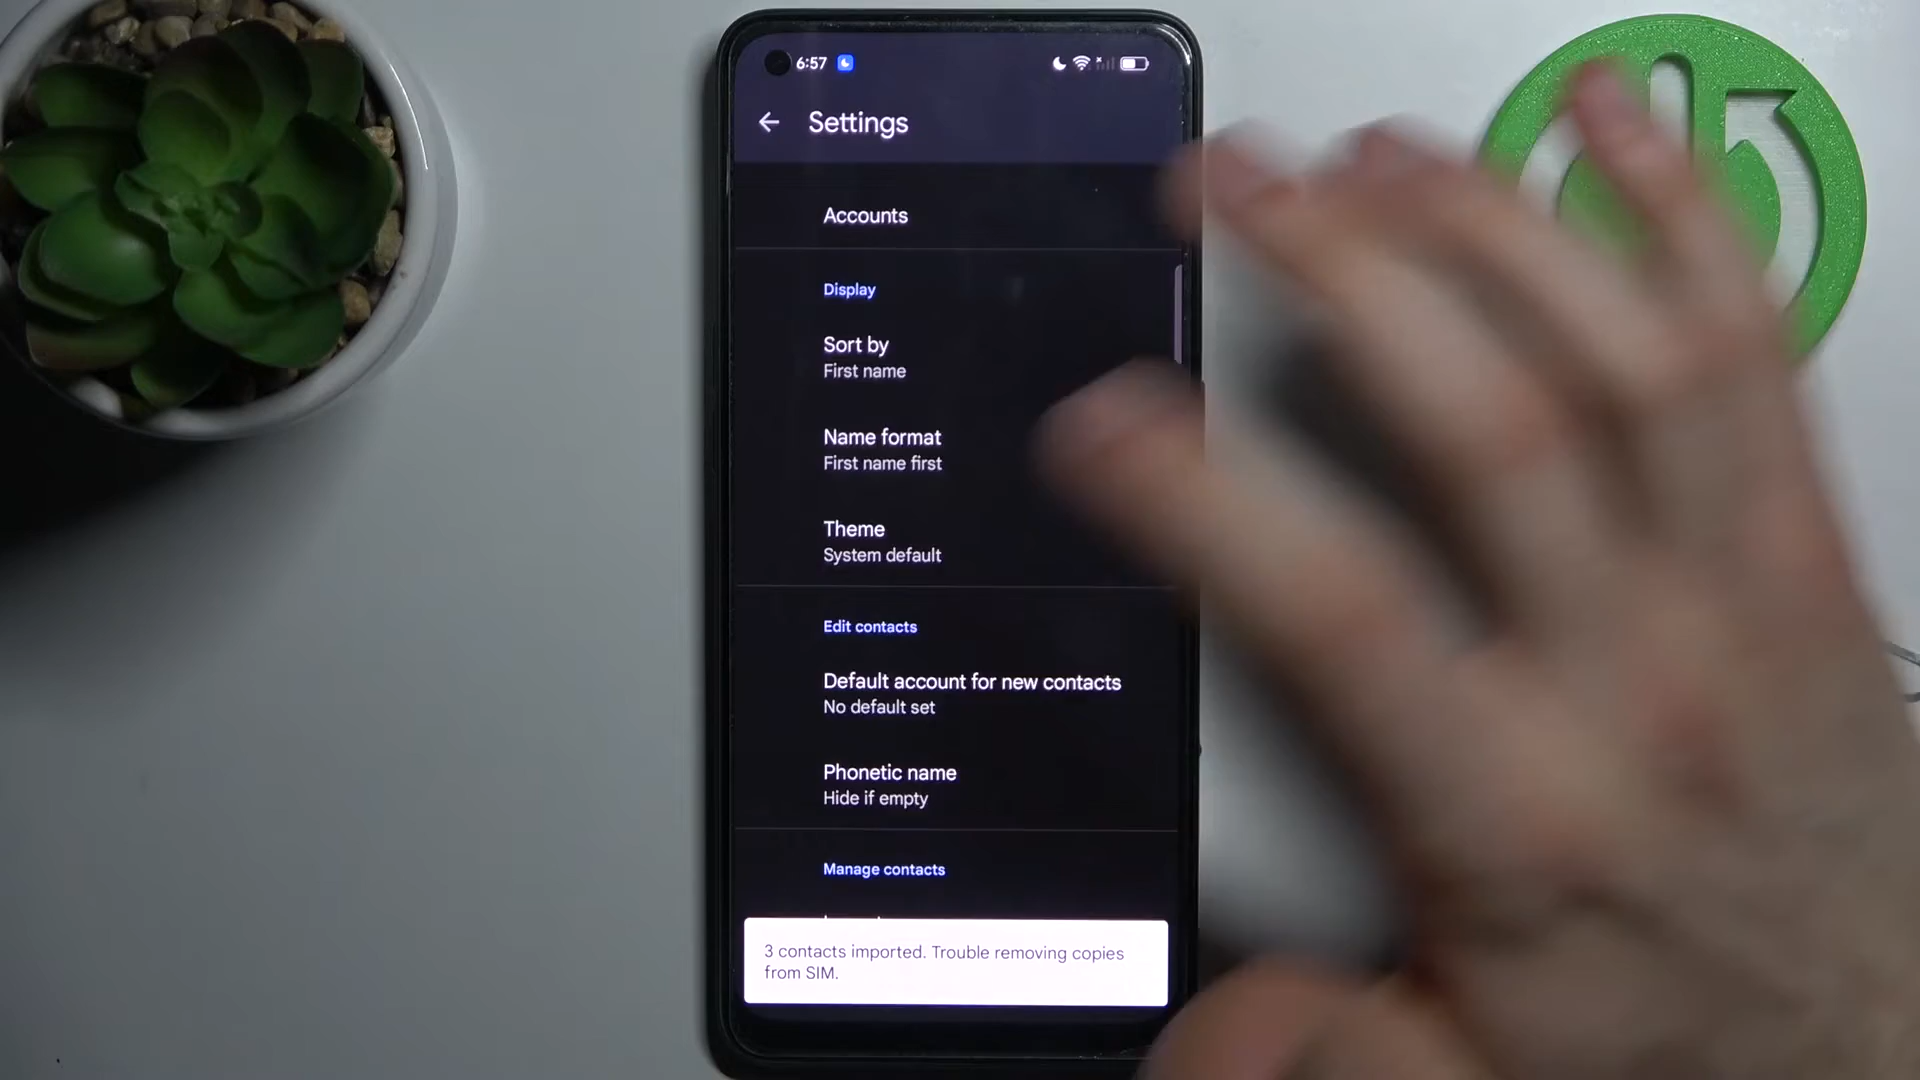 6:57
Settings
Accounts
Display
Sort by
First name
Name format
First name first
Theme
System default
Edit contacts
Default account for new contacts
No default set
Phonetic name
Hide if empty
Manage contacts
3 contacts imported. Trouble removing copies
from SIM.